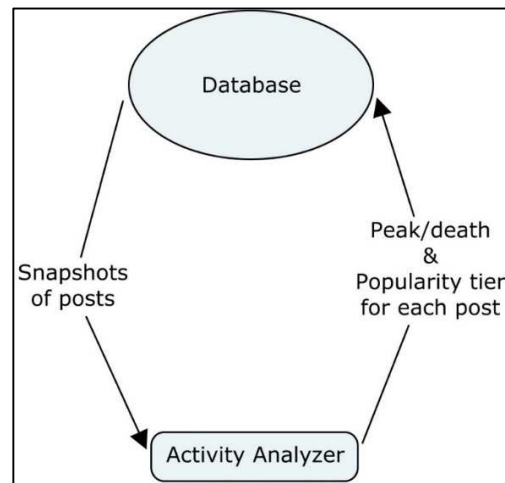 Database
Snapshots
of posts
Peak/death
&
Popularity tier
for each post
Activity Analyzer